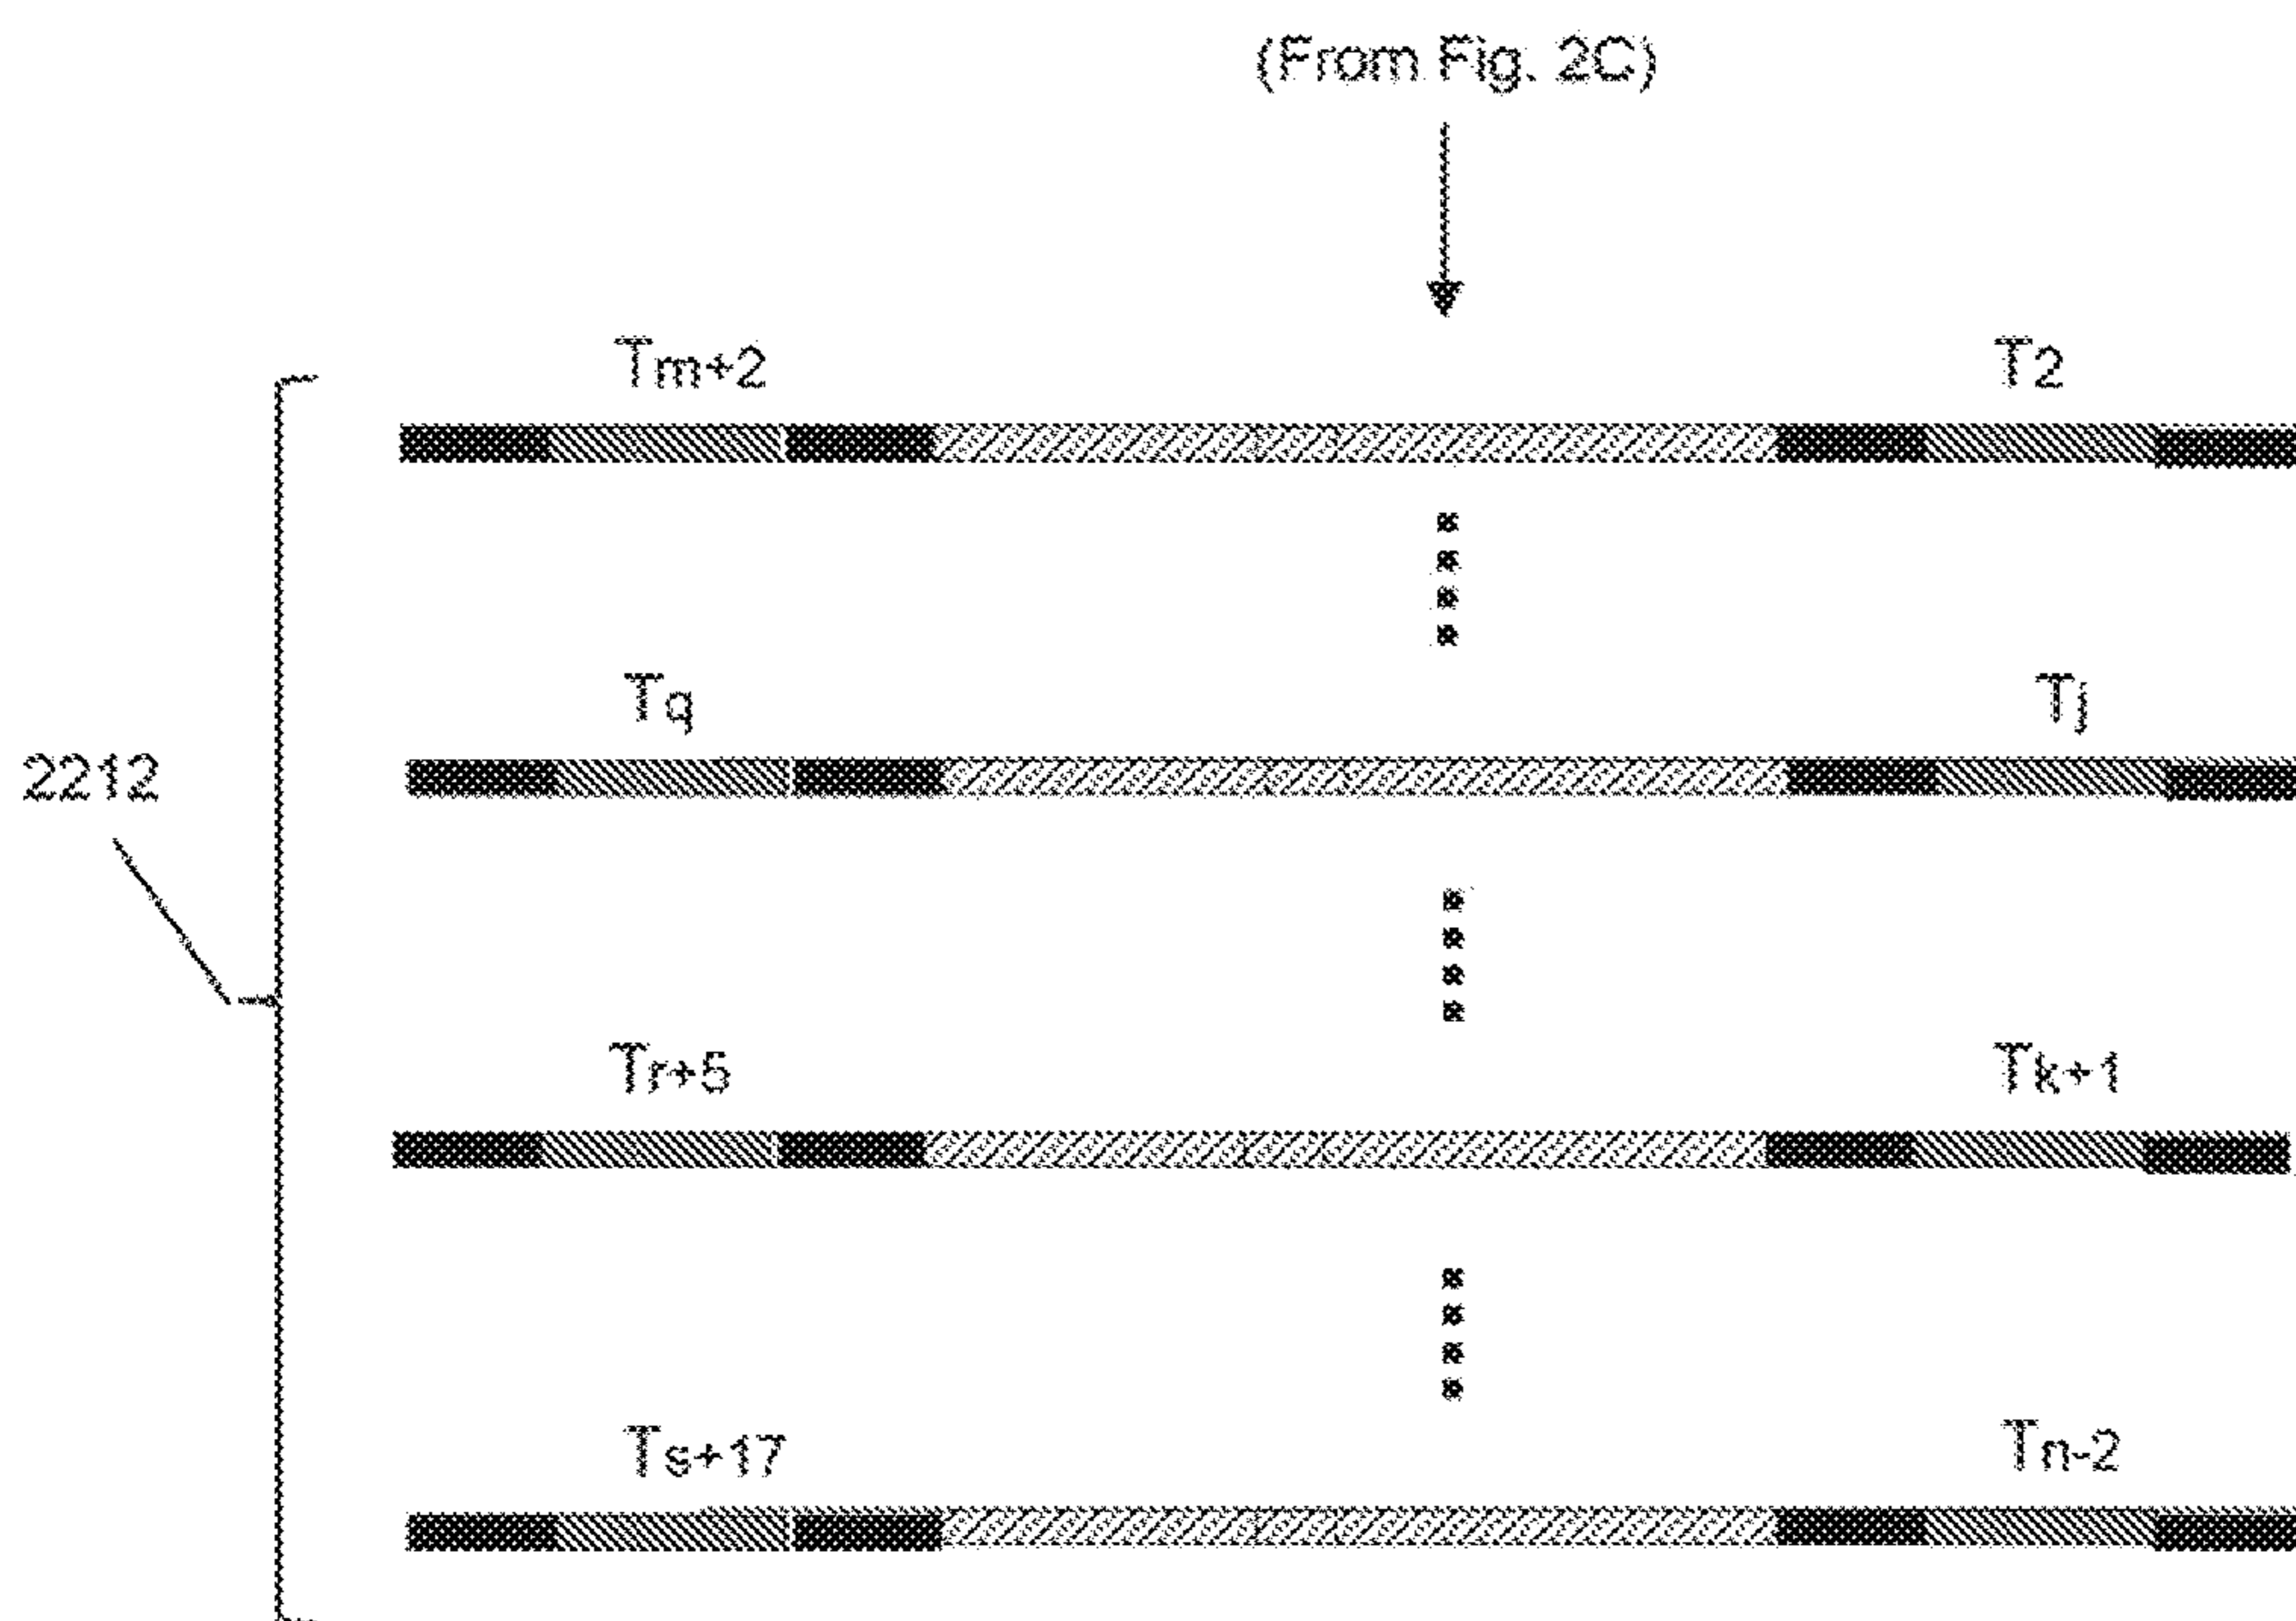 (From Fig. 2C)
Tm+2 T2
Tq Tj
2212
Tr+5 Tk+1
Ts+17 Tn-2